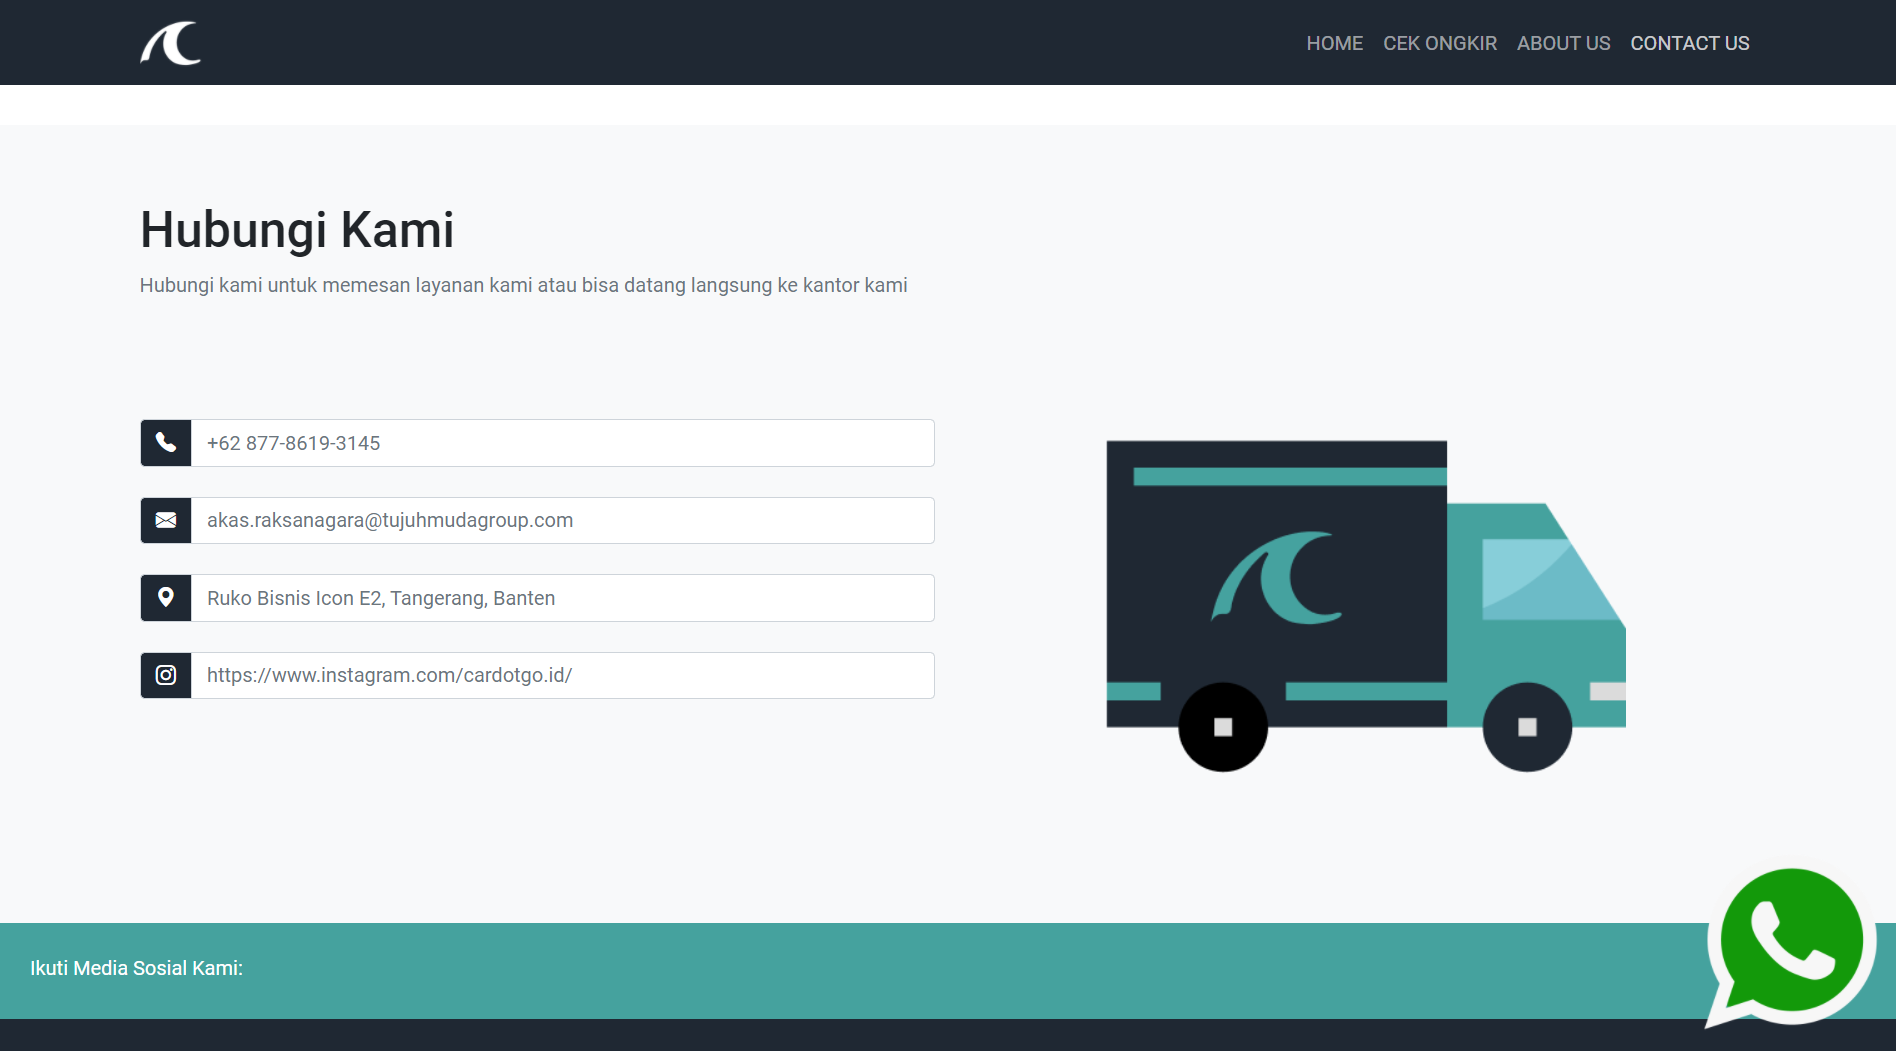 HOME CEK ONGKIR ABOUT US CONTACT US
Hubungi Kami
Hubungi kami untuk memesan layanan kami atau bisa datang langsung ke kantor kami
+62 877-8619-3145
akas.raksanagara@tujuhmudagroup.com
Ruko Bisnis Icon E2, Tangerang, Banten
https://www.instagram.com/cardotgo.id/
Ikuti Media Sosial Kami: